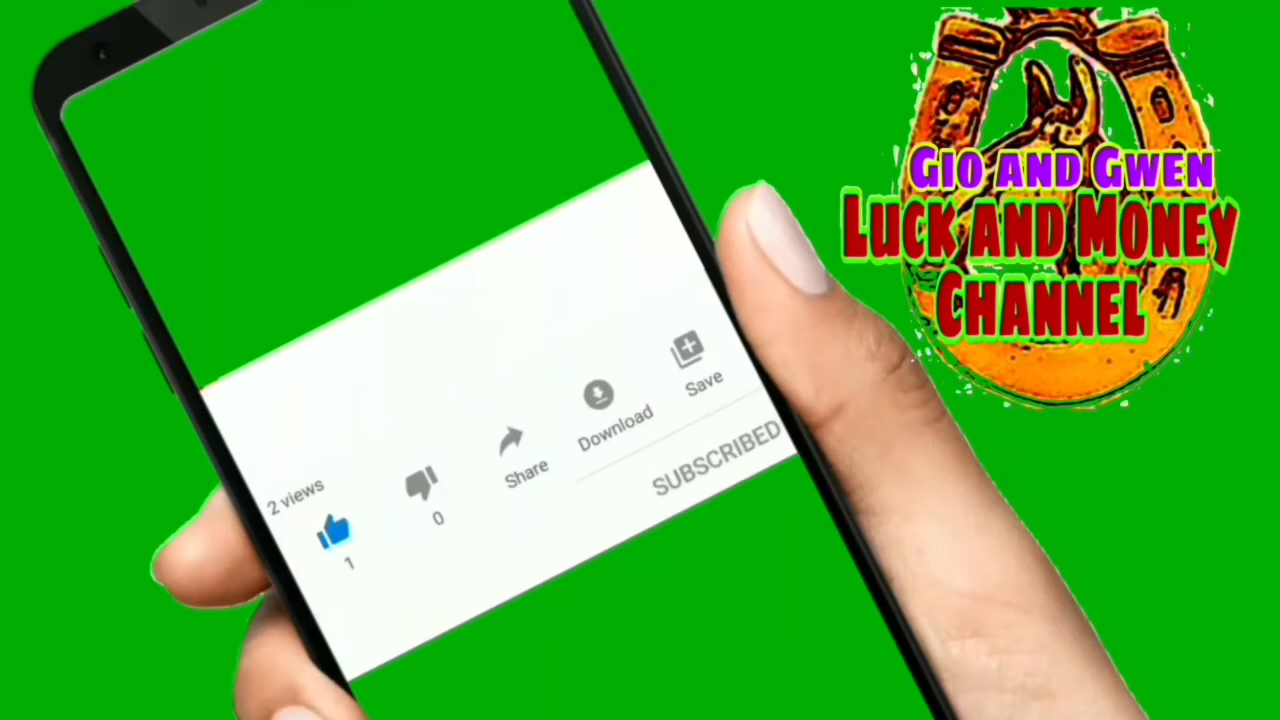 Gio and Gwen
Luck and Money
Channel
2 views
1
0
Share
Download
Save
SUBSCRIBED